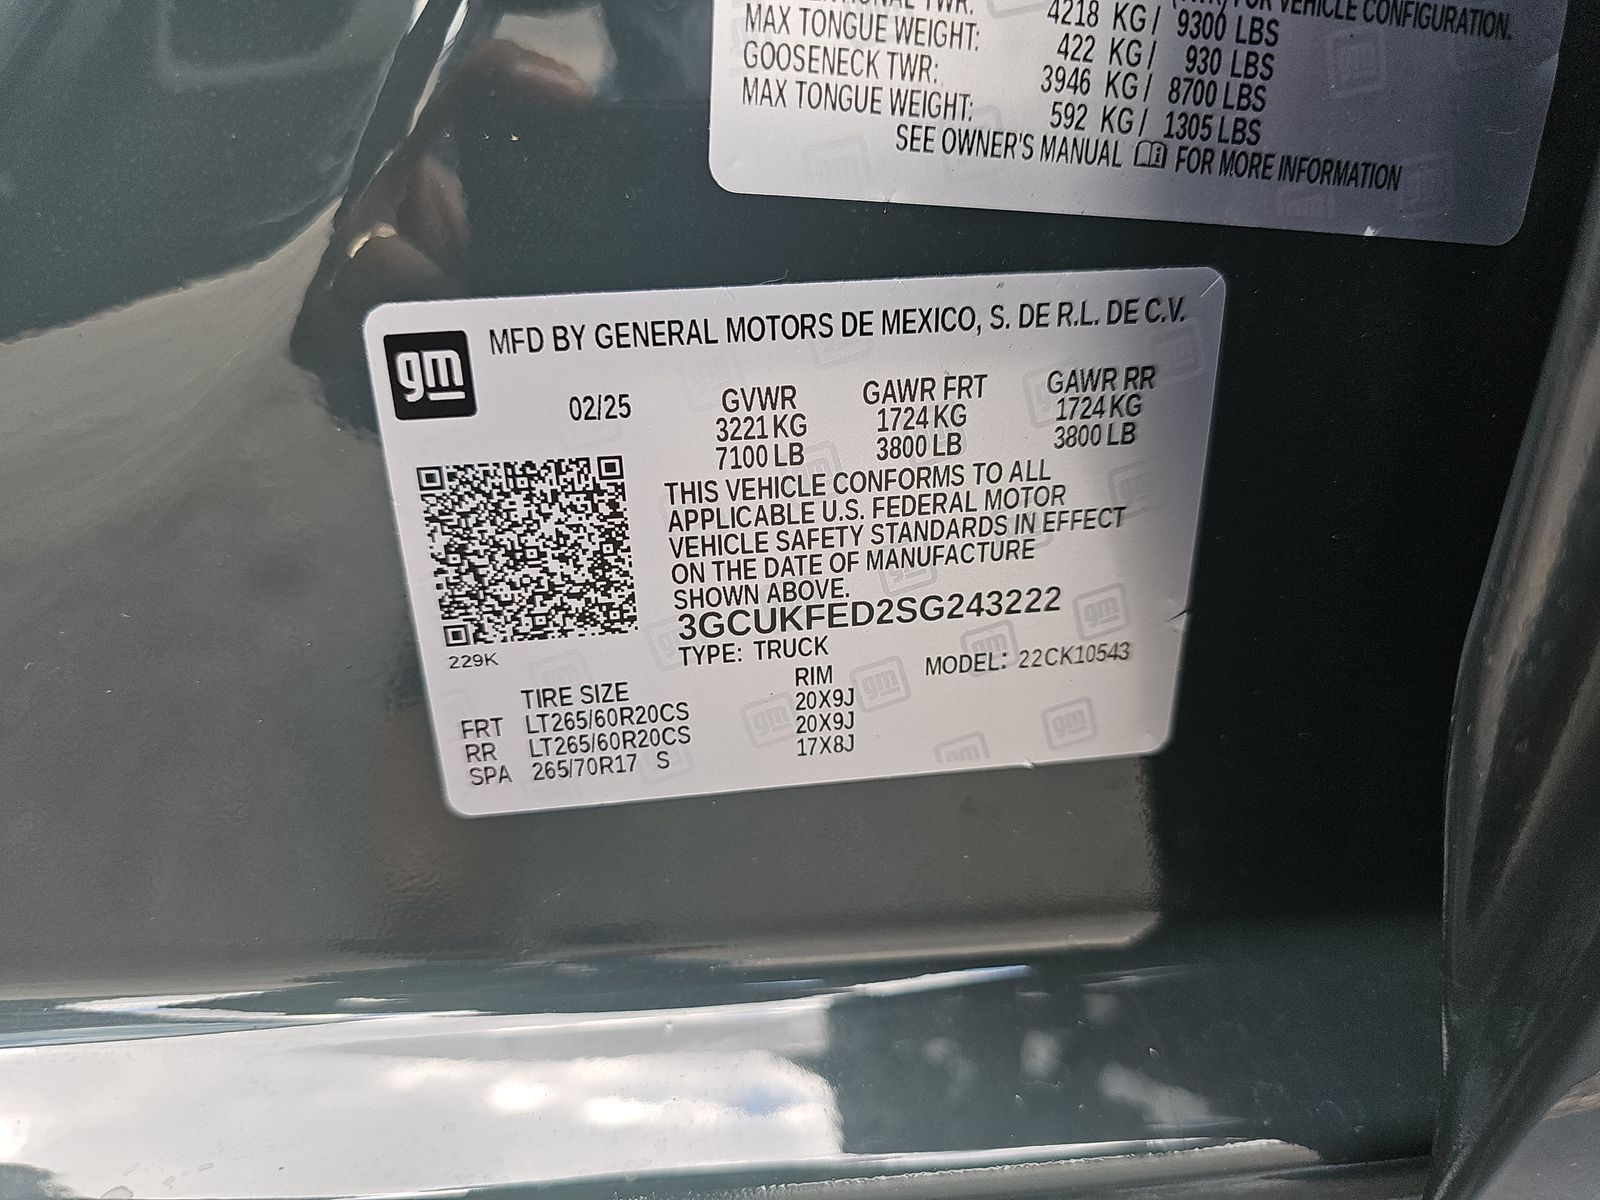 TWR: (TWR) FOR VEHICLE CONFIGURATION.
4218 KG/ 9300 LBS
MAX TONGUE WEIGHT: 422 KG/ 930 LBS
GOOSENECK TWR: 3946 KG/ 8700 LBS
MAX TONGUE WEIGHT: 592 KG/ 1305 LBS
SEE OWNER'S MANUAL FOR MORE INFORMATION
gm
MFD BY GENERAL MOTORS DE MEXICO, S. DE R.L. DE C.V.
02/25 GVWR GAWR FRT GAWR RR
3221 KG 1724 KG 1724 KG
7100 LB 3800 LB 3800 LB
THIS VEHICLE CONFORMS TO ALL
APPLICABLE U.S. FEDERAL MOTOR
VEHICLE SAFETY STANDARDS IN EFFECT
ON THE DATE OF MANUFACTURE
SHOWN ABOVE.
3GCUKFED2SG243222
229K
TYPE: TRUCK MODEL: 22CK10543
TIRE SIZE RIM
FRT LT265/60R20CS 20X9J
RR LT265/60R20CS 20X9J
SPA 265/70R17 S 17X8J